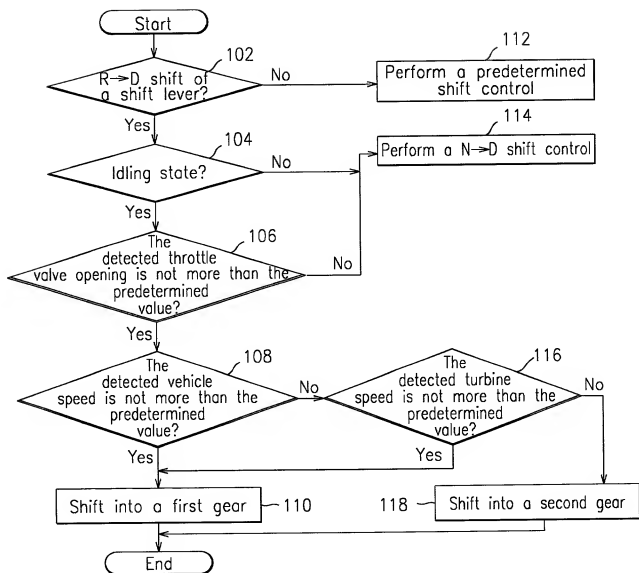 Start
102
R→D shift of
a shift lever?
No
Yes
112
Perform a predetermined
shift control
104
Idling state?
No
Yes
114
Perform a N→D shift control
106
The
detected throttle
valve opening is not more than the
predetermined
value?
No
Yes
108
The
detected vehicle
speed is not more than the
predetermined
value?
No
Yes
116
The
detected turbine
speed is not more than the
predetermined
value?
No
Yes
Shift into a first gear
110
118
Shift into a second gear
End